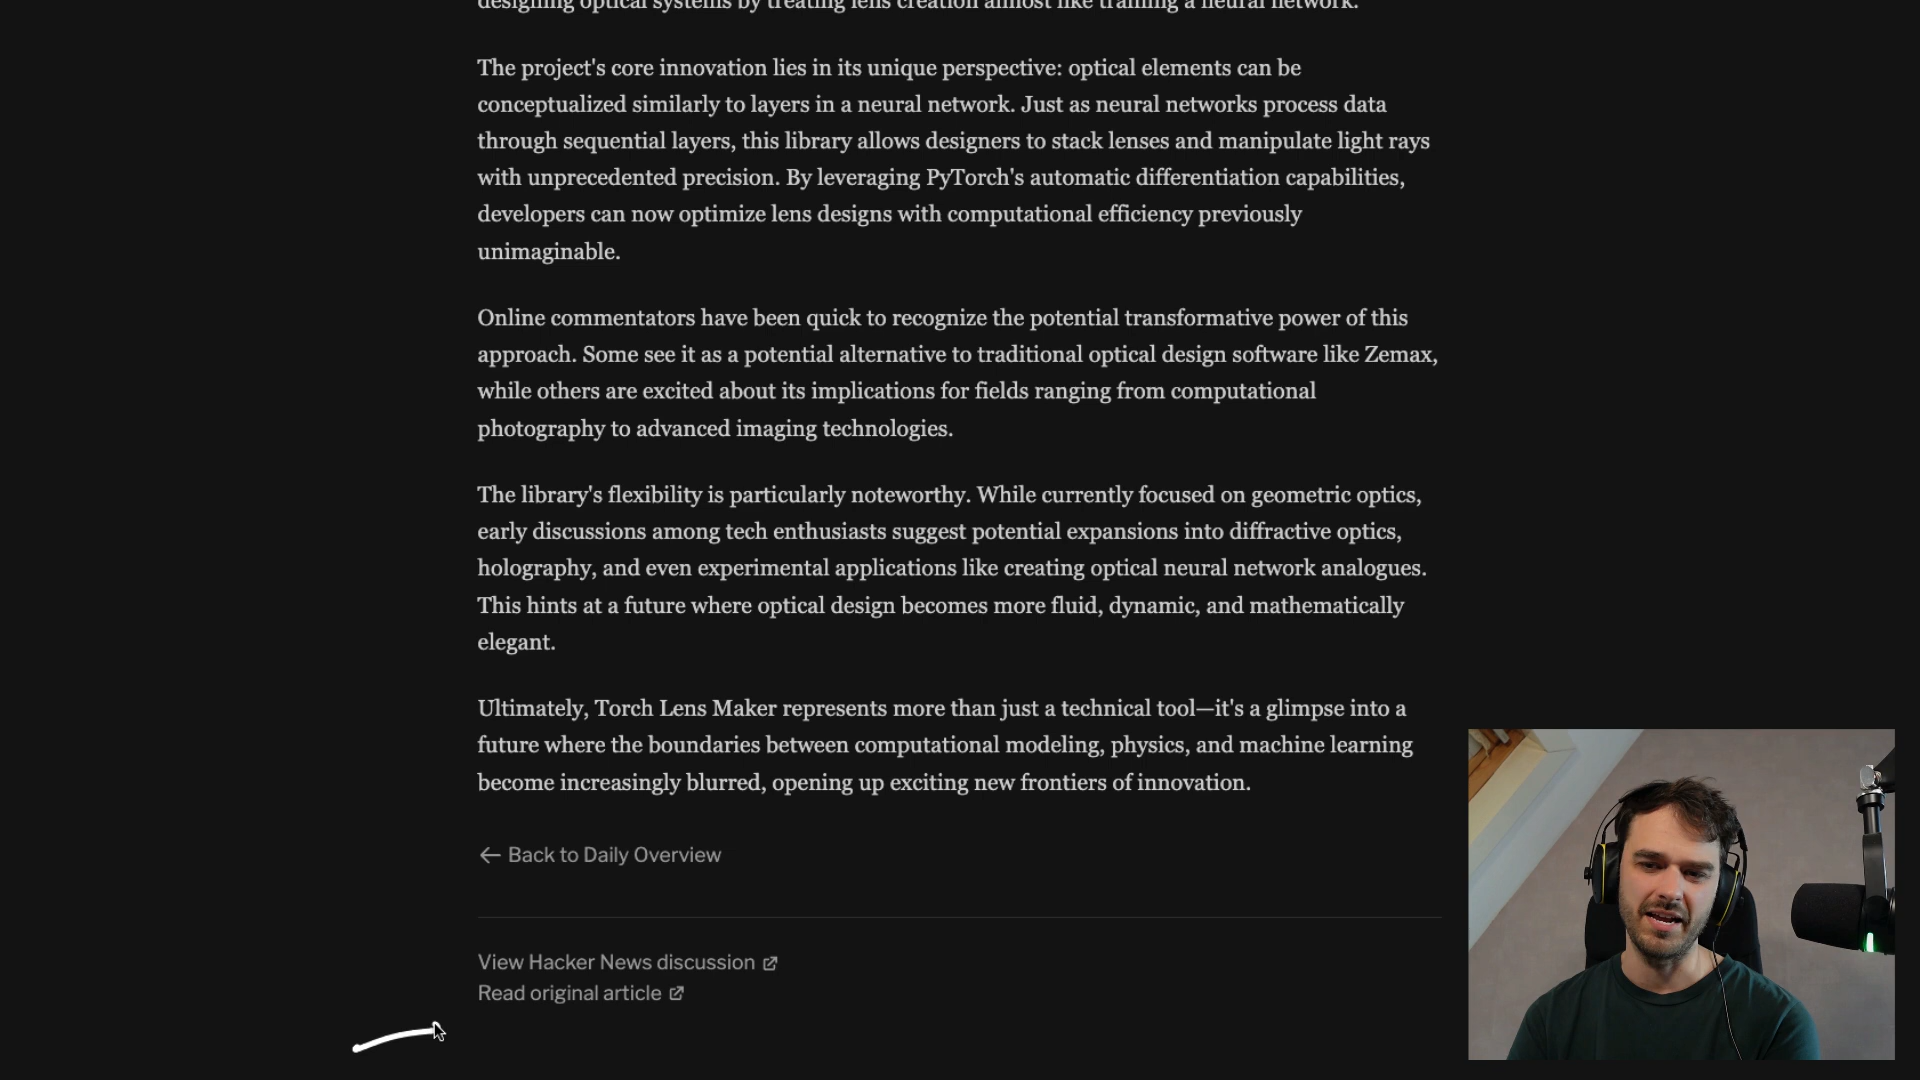 designing optical systems by treating lens creation almost like training a neural network.
The project's core innovation lies in its unique perspective: optical elements can be
conceptualized similarly to layers in a neural network. Just as neural networks process data
through sequential layers, this library allows designers to stack lenses and manipulate light rays
with unprecedented precision. By leveraging PyTorch's automatic differentiation capabilities,
developers can now optimize lens designs with computational efficiency previously
unimaginable.
Online commentators have been quick to recognize the potential transformative power of this
approach. Some see it as a potential alternative to traditional optical design software like Zemax,
while others are excited about its implications for fields ranging from computational
photography to advanced imaging technologies.
The library's flexibility is particularly noteworthy. While currently focused on geometric optics,
early discussions among tech enthusiasts suggest potential expansions into diffractive optics,
holography, and even experimental applications like creating optical neural network analogues.
This hints at a future where optical design becomes more fluid, dynamic, and mathematically
elegant.
Ultimately, Torch Lens Maker represents more than just a technical tool—it's a glimpse into a
future where the boundaries between computational modeling, physics, and machine learning
become increasingly blurred, opening up exciting new frontiers of innovation.
← Back to Daily Overview
View Hacker News discussion
Read original article